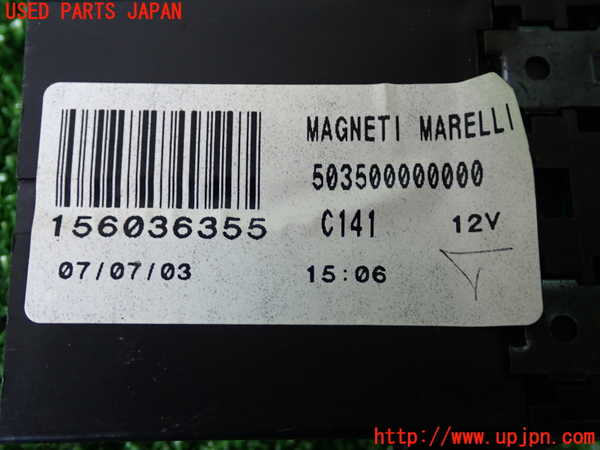 USED PARTS JAPAN
MAGNETI MARELLI
503500000000
156036355
C141 12V
07/07/03 15:06
http://www.upjpn.com/